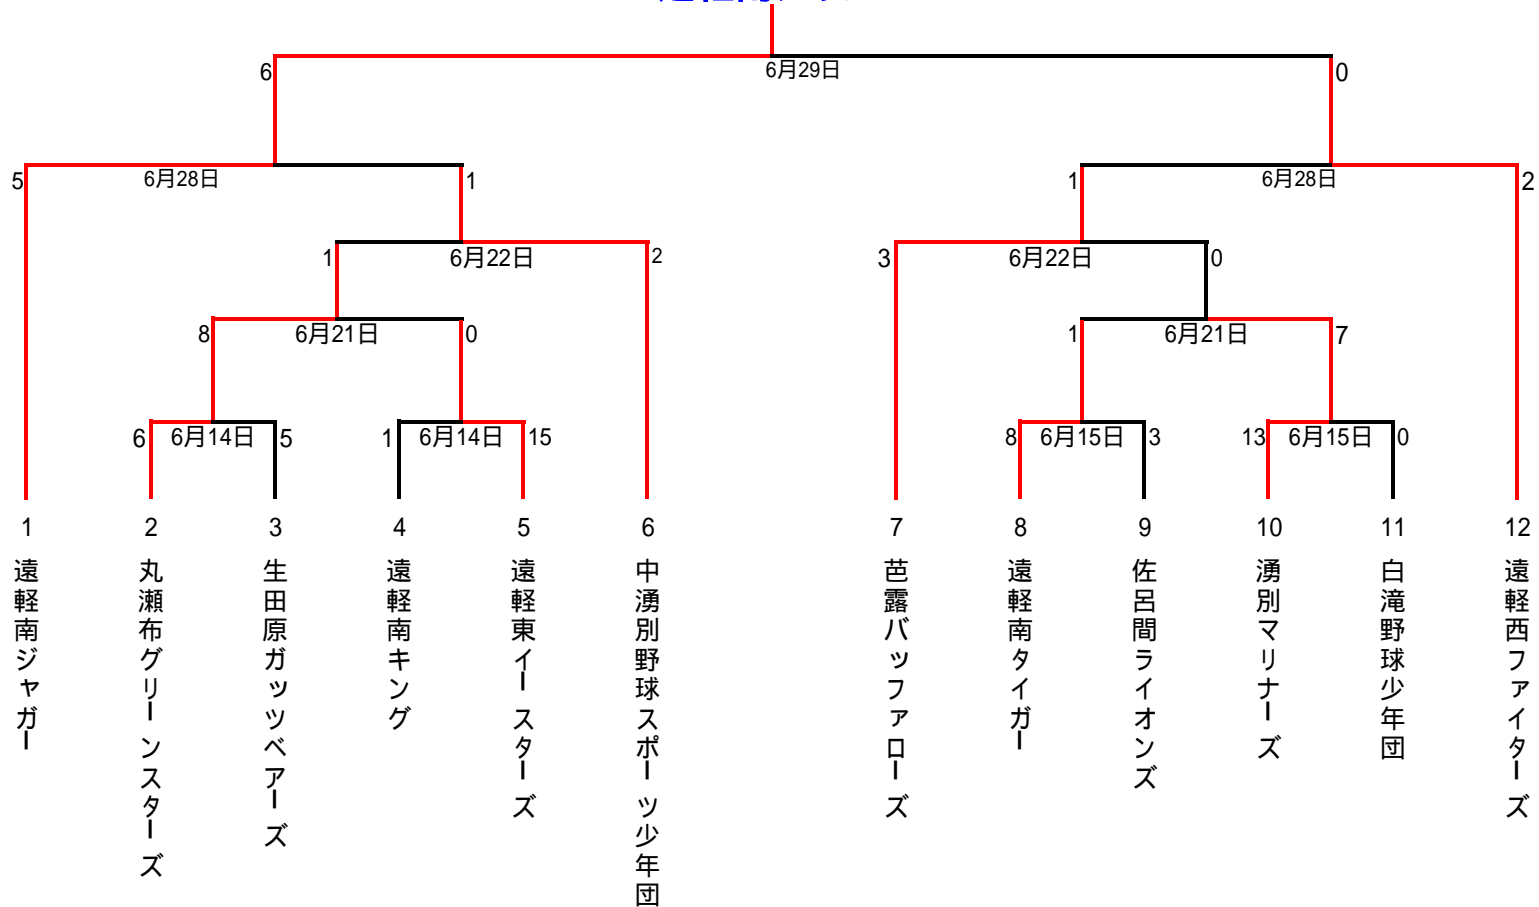 6
6月29日
0
5
6月28日
1
1
6月28日
2
1
6月22日
2
3
6月22日
0
8
6月21日
0
1
6月21日
7
6
6月14日
5
1
6月14日
15
8
6月15日
3
13
6月15日
0
1
2
3
4
5
6
7
8
9
10
11
12
遠軽南ジャガー
丸瀬布グリーンスターズ
生田原ガッツベアーズ
遠軽南キング
遠軽東イースターズ
中湧別野球スポーツ少年団
芭露バッファローズ
遠軽南タイガー
佐呂間ライオンズ
湧別マリナーズ
白滝野球少年団
遠軽西ファイターズ